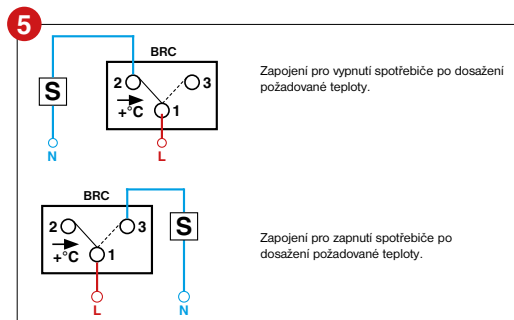 5
BRC
2
3
S
+°C
1
N
L
Zapojení pro vypnutí spotřebiče po dosažení
požadované teploty.
BRC
2
3
S
+°C
1
L
N
Zapojení pro zapnutí spotřebiče po
dosažení požadované teploty.